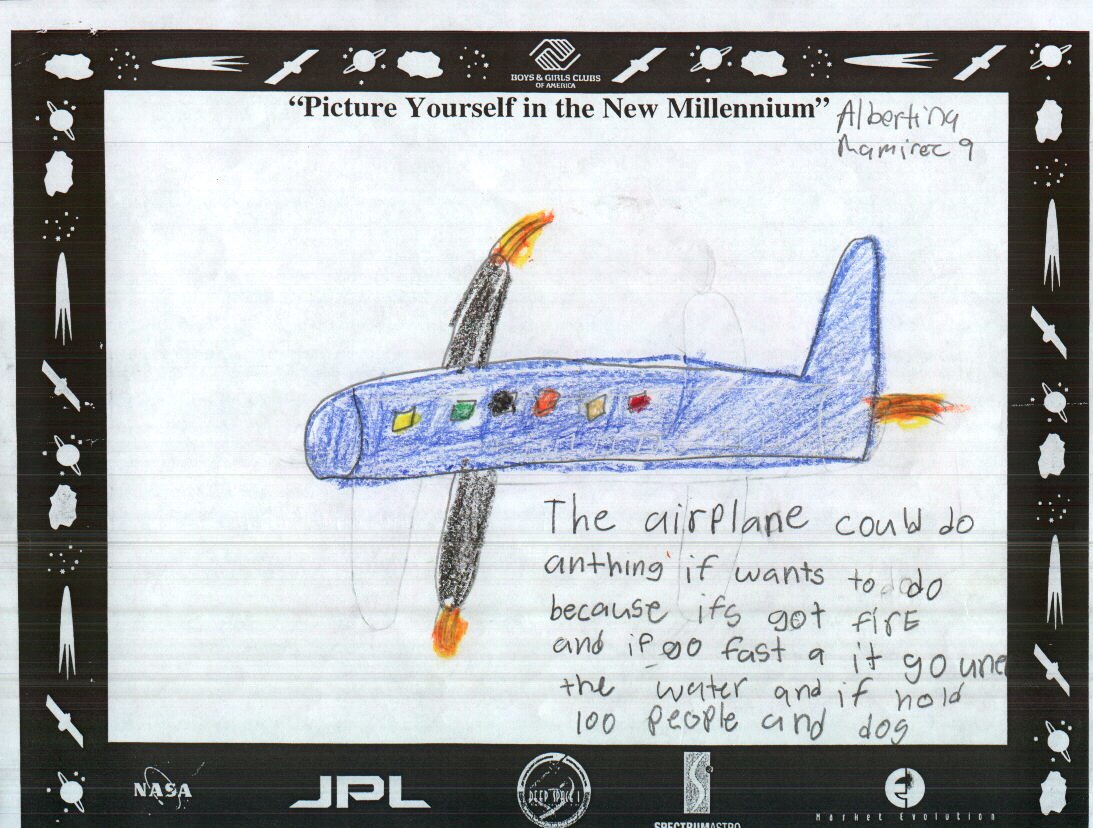 BOYS & GIRLS CLUBS
OF AMERICA
“Picture Yourself in the New Millennium”
Albertina
Ramirec 9
The airplane could do
anthing if wants to do do
because ifs got firE
and if go fast a it go une
the water and if hold
100 people and dog
NASA
JPL
DEEP SPACE 1
SPECTRUMASTRO
Market Evolution